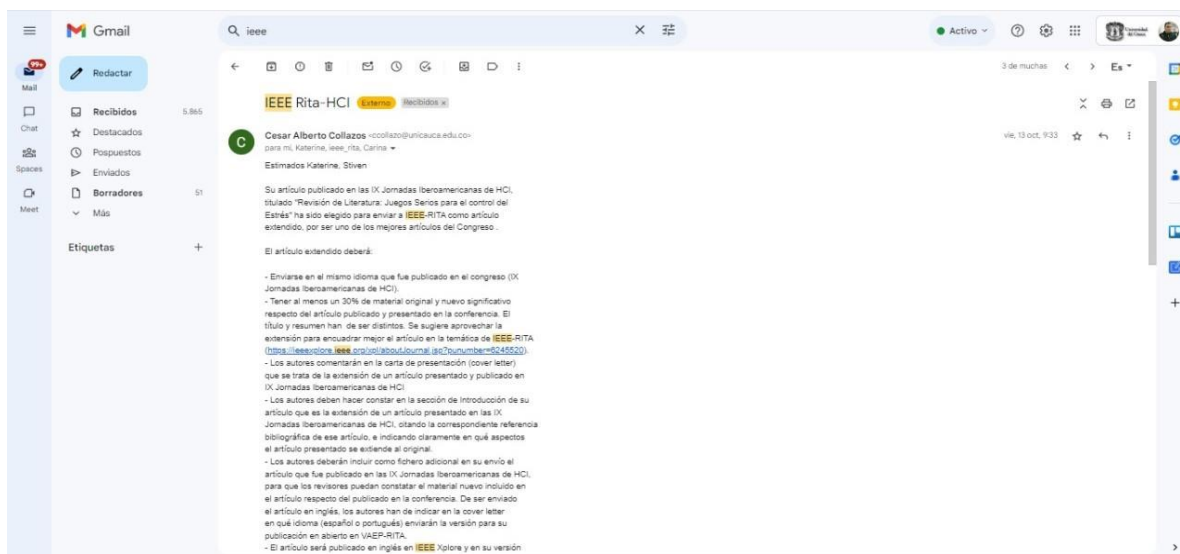 Gmail
ieee
Activo
99+
Mail
Chat
Spaces
Meet
Redactar
Recibidos 5.865
Destacados
Pospuestos
Enviados
Borradores 51
Más
Etiquetas
3 de muchas
Es
IEEE Rita-HCI Externo Recibidos x
C
Cesar Alberto Collazos <ccollazo@unicauca.edu.co>
vie, 13 oct, 9:33
para mi, Katerine, ieee_rita, Carina
Estimados Katerine, Stiven
Su artículo publicado en las IX Jornadas Iberoamericanas de HCI,
titulado "Revisión de Literatura: Juegos Serios para el control del
Estrés" ha sido elegido para enviar a IEEE-RITA como artículo
extendido, por ser uno de los mejores artículos del Congreso .
El artículo extendido deberá:
- Enviarse en el mismo idioma que fue publicado en el congreso (IX
Jornadas Iberoamericanas de HCI).
- Tener al menos un 30% de material original y nuevo significativo
respecto del artículo publicado y presentado en la conferencia. El
título y resumen han de ser distintos. Se sugiere aprovechar la
extensión para encuadrar mejor el artículo en la temática de IEEE-RITA
(https://ieeexplore.ieee.org/xpl/aboutJournal.jsp?punumber=6245520).
- Los autores comentarán en la carta de presentación (cover letter)
que se trata de la extensión de un artículo presentado y publicado en
IX Jornadas Iberoamericanas de HCI
- Los autores deben hacer constar en la sección de Introducción de su
artículo que es la extensión de un artículo presentado en las IX
Jornadas Iberoamericanas de HCI, citando la correspondiente referencia
bibliográfica de ese artículo, e indicando claramente en qué aspectos
el artículo presentado se extiende al original.
- Los autores deberán incluir como fichero adicional en su envío el
artículo que fue publicado en las IX Jornadas Iberoamericanas de HCI,
para que los revisores puedan constatar el material nuevo incluido en
el artículo respecto del publicado en la conferencia. De ser enviado
el artículo en inglés, los autores han de indicar en la cover letter
en qué idioma (español o portugués) enviarán la versión para su
publicación en abierto en VAEP-RITA.
- El artículo será publicado en inglés en IEEE Xplore y en su versión